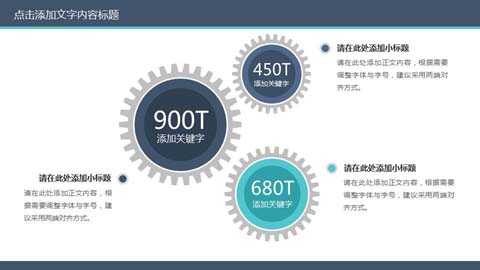 点击添加文字内容标题
450T
添加关键字
请在此处添加小标题
请在此处添加正文内容，根据需要
调整字体与字号，建议采用两端对
齐方式。
900T
添加关键字
请在此处添加小标题
请在此处添加正文内容，根
据需要调整字体与字号，建
议采用两端对齐方式。
680T
添加关键字
请在此处添加小标题
请在此处添加正文内容，根据需要
调整字体与字号，建议采用两端对
齐方式。